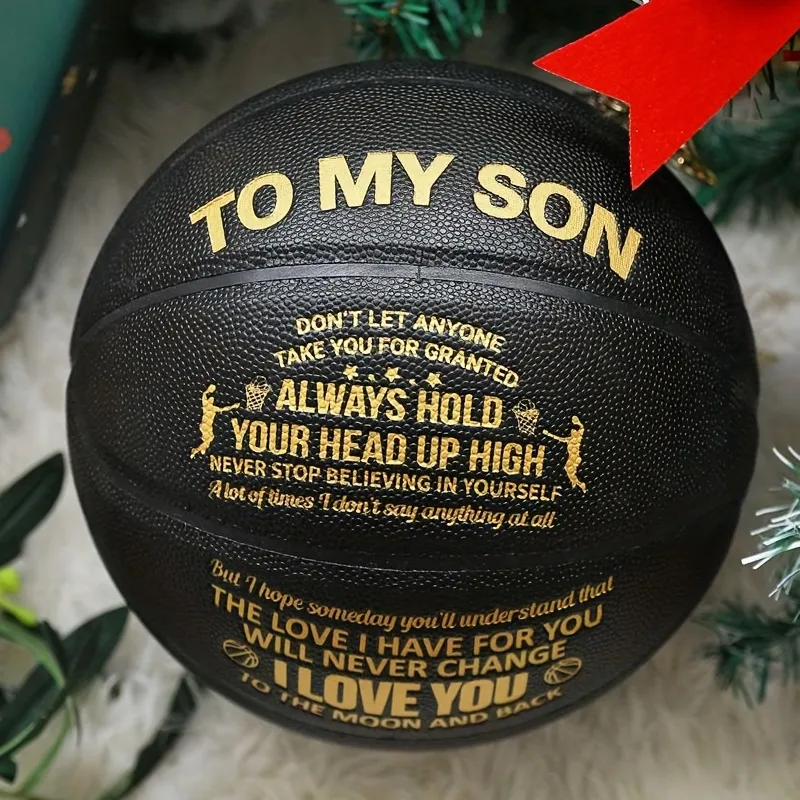 TO MY SON
DON'T LET ANYONE
TAKE YOU FOR GRANTED
ALWAYS HOLD
YOUR HEAD UP HIGH
NEVER STOP BELIEVING IN YOURSELF
A lot of times I don't say anything at all
But I hope someday you'll understand that
THE LOVE I HAVE FOR YOU
WILL NEVER CHANGE
I LOVE YOU
TO THE MOON AND BACK